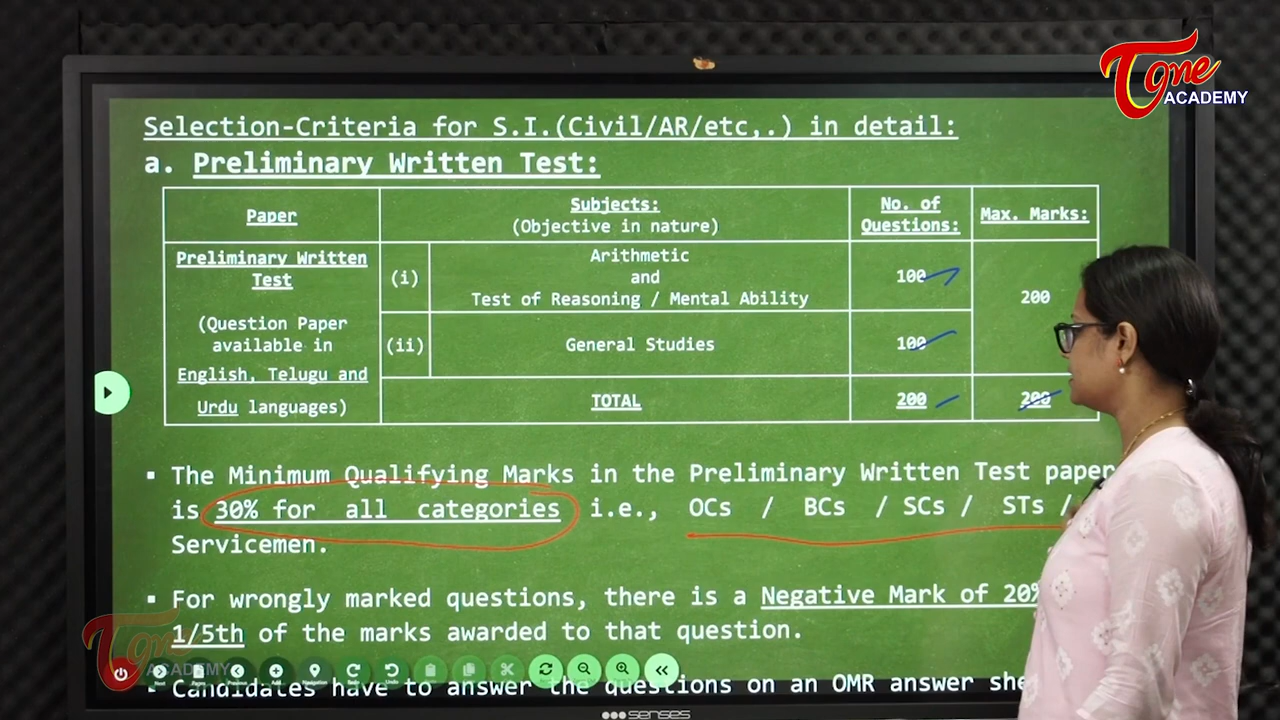 Tone
ACADEMY
Selection-Criteria for S.I.(Civil/AR/etc,.) in detail:
a. Preliminary Written Test:
Paper
Subjects:
(Objective in nature)
No. of
Questions:
Max. Marks:
Preliminary Written
Test
(Question Paper
available in
English, Telugu and
Urdu languages)
(i)
Arithmetic
and
Test of Reasoning / Mental Ability
100
200
(ii)
General Studies
100
TOTAL
200
200
▪ The Minimum Qualifying Marks in the Preliminary Written Test paper
is 30% for all categories i.e., OCs / BCs / SCs / STs /
Servicemen.
▪ For wrongly marked questions, there is a Negative Mark of 20%
1/5th of the marks awarded to that question.
▪ Candidates have to answer the questions on an OMR answer
Tone
ACADEMY
senses